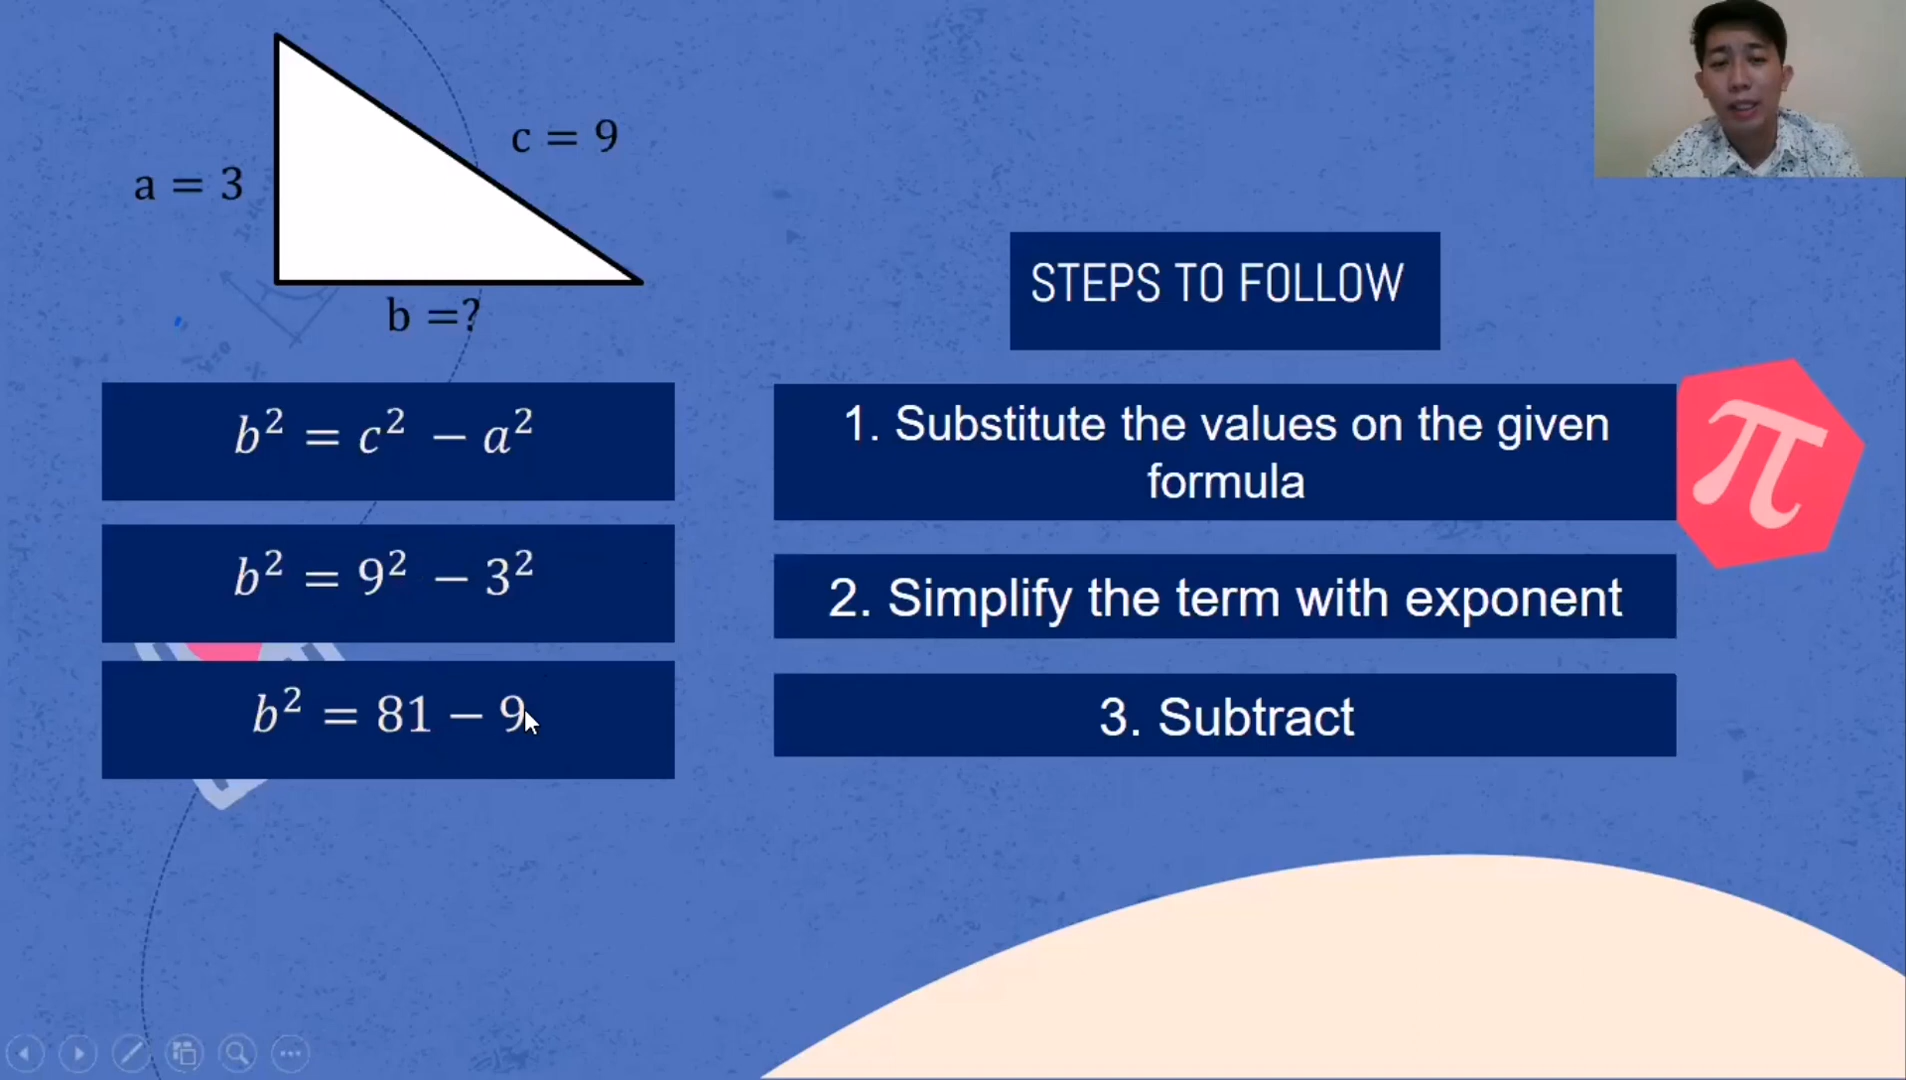 c = 9
a = 3
b =?
STEPS TO FOLLOW
b² = c² − a²
1. Substitute the values on the given
formula
π
b² = 9² − 3²
2. Simplify the term with exponent
b² = 81 − 9
3. Subtract